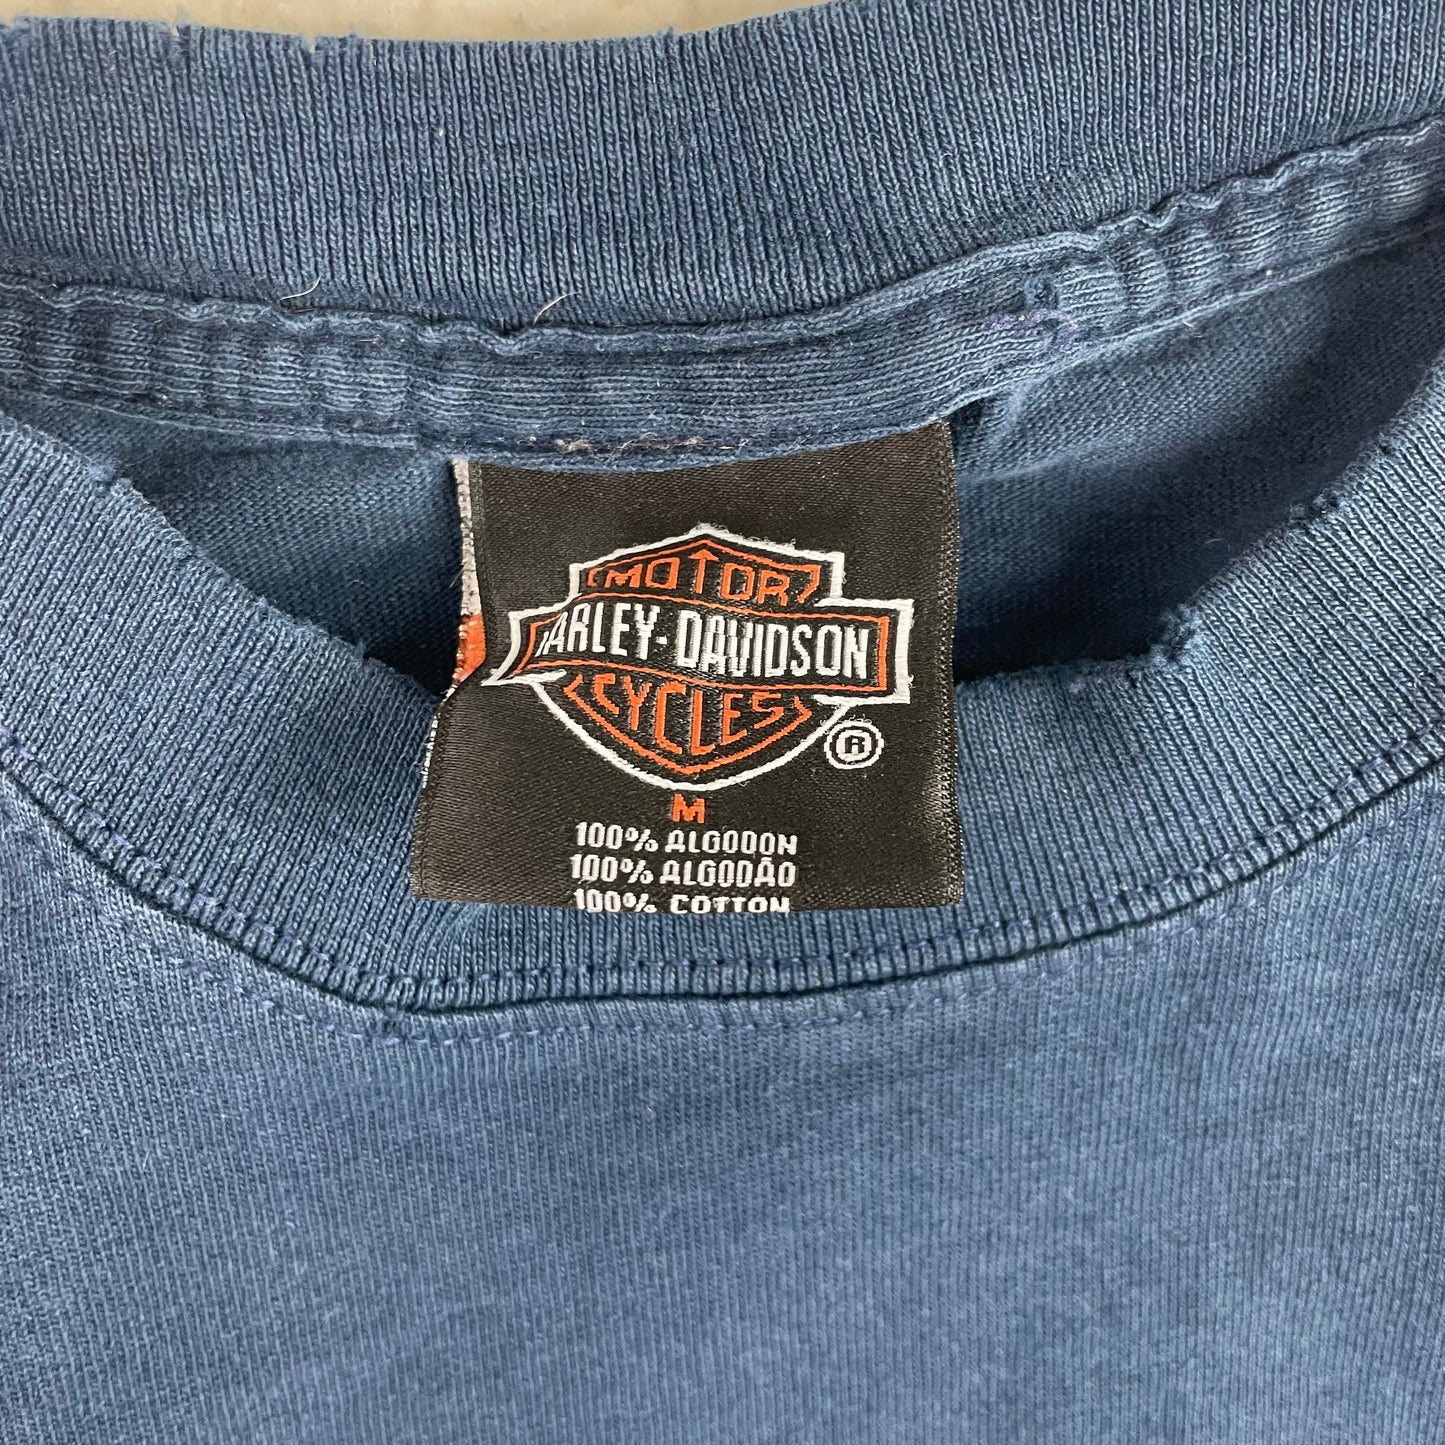 MOTOR
HARLEY-DAVIDSON
CYCLES
®
M
100% ALGODON
100% ALGODÃO
100% COTTON